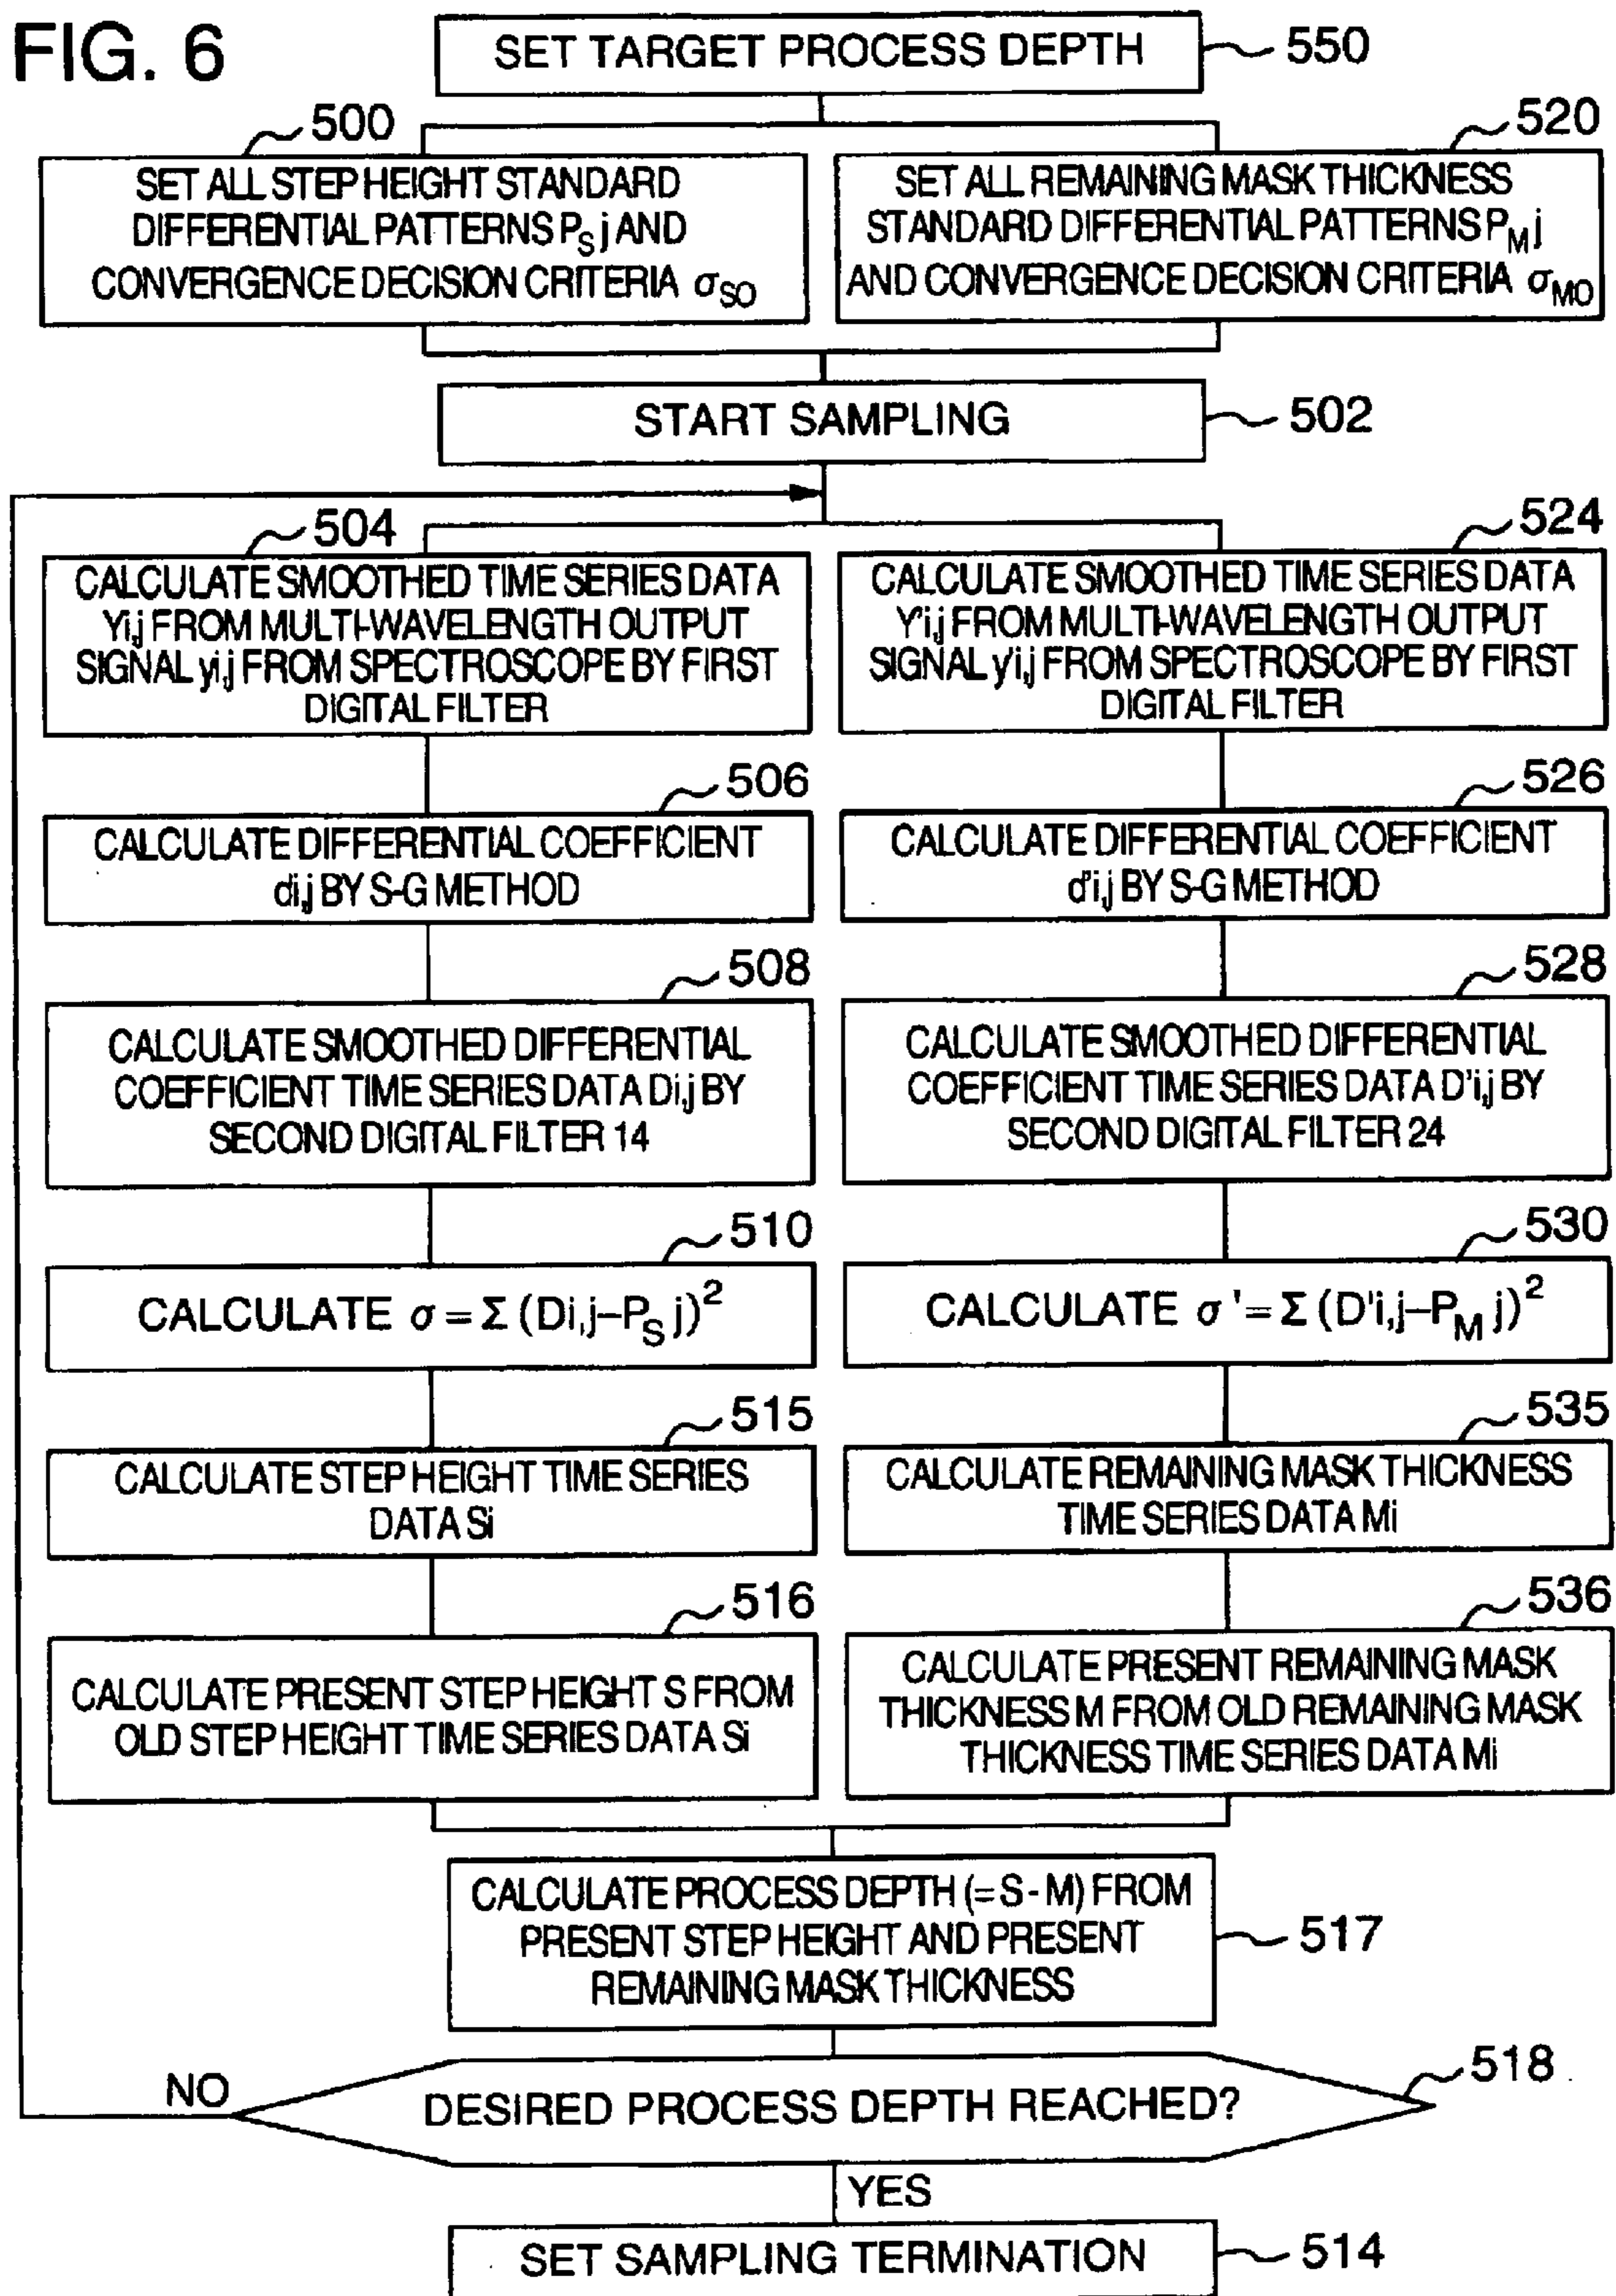 FIG. 6
SET TARGET PROCESS DEPTH
550
500
SET ALL STEP HEIGHT STANDARD
DIFFERENTIAL PATTERNS PSj AND
CONVERGENCE DECISION CRITERIA σSO
520
SET ALL REMAINING MASK THICKNESS
STANDARD DIFFERENTIAL PATTERNS PMj
AND CONVERGENCE DECISION CRITERIA σMO
START SAMPLING
502
504
CALCULATE SMOOTHED TIME SERIES DATA
Yi,j FROM MULTI-WAVELENGTH OUTPUT
SIGNAL yi,j FROM SPECTROSCOPE BY FIRST
DIGITAL FILTER
524
CALCULATE SMOOTHED TIME SERIES DATA
Y'i,j FROM MULTI-WAVELENGTH OUTPUT
SIGNAL yi,j FROM SPECTROSCOPE BY FIRST
DIGITAL FILTER
506
CALCULATE DIFFERENTIAL COEFFICIENT
di,j BY S-G METHOD
526
CALCULATE DIFFERENTIAL COEFFICIENT
d'i,j BY S-G METHOD
508
CALCULATE SMOOTHED DIFFERENTIAL
COEFFICIENT TIME SERIES DATA Di,j BY
SECOND DIGITAL FILTER 14
528
CALCULATE SMOOTHED DIFFERENTIAL
COEFFICIENT TIME SERIES DATA D'i,j BY
SECOND DIGITAL FILTER 24
510
CALCULATE σ = Σ (Di,j–PS j)²
530
CALCULATE σ ' = Σ (D'i,j–PM j)²
515
CALCULATE STEP HEIGHT TIME SERIES
DATA Si
535
CALCULATE REMAINING MASK THICKNESS
TIME SERIES DATA Mi
516
CALCULATE PRESENT STEP HEIGHT S FROM
OLD STEP HEIGHT TIME SERIES DATA Si
536
CALCULATE PRESENT REMAINING MASK
THICKNESS M FROM OLD REMAINING MASK
THICKNESS TIME SERIES DATA Mi
CALCULATE PROCESS DEPTH (= S - M) FROM
PRESENT STEP HEIGHT AND PRESENT
REMAINING MASK THICKNESS
517
NO
DESIRED PROCESS DEPTH REACHED?
518
YES
SET SAMPLING TERMINATION
514